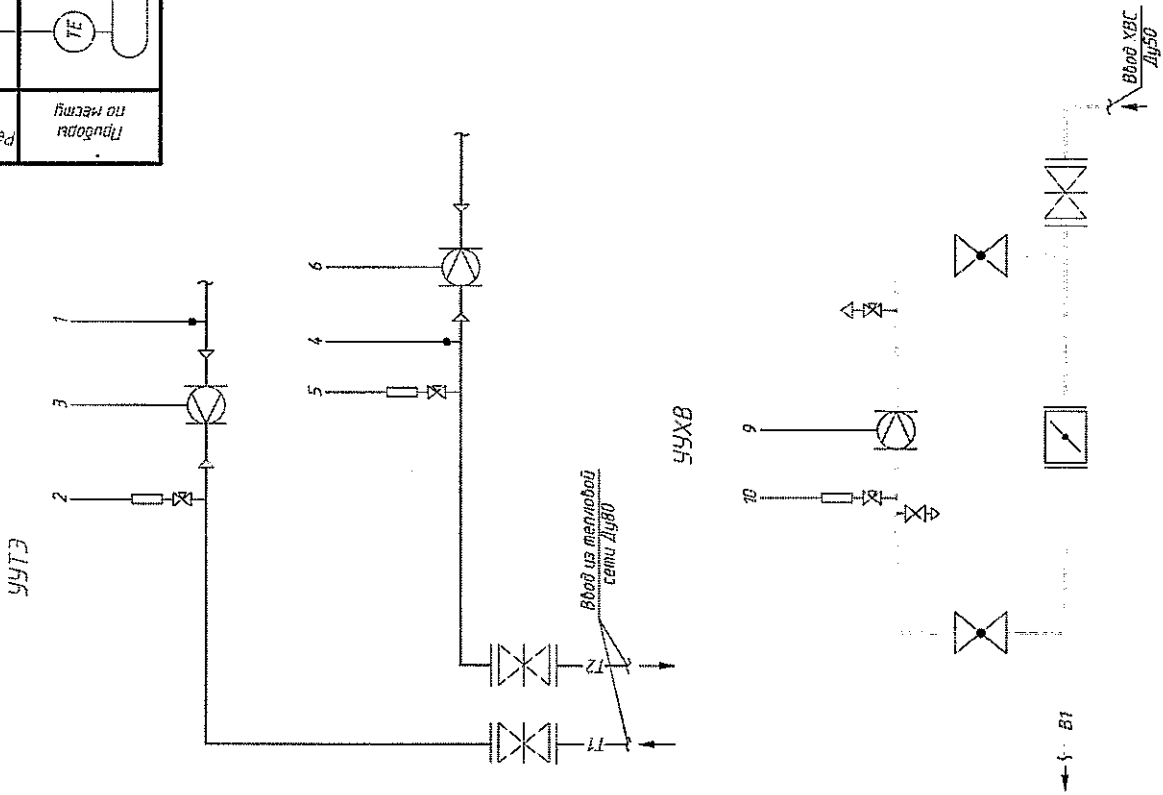 TE
Приборы
по месту
УУТЭ
2
3
1
5
4
6
Т1
Т2
Ввод из тепловой
сети Ду80
УУХВ
10
9
В1
Ввод ХВС
Ду50